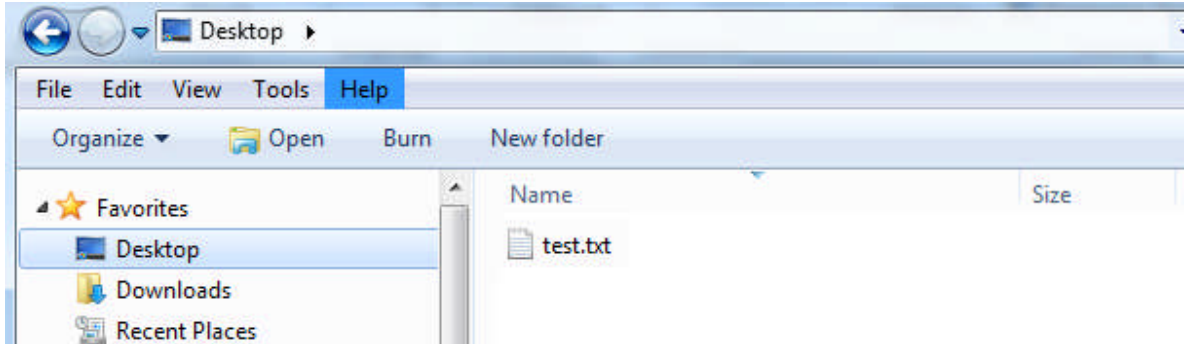 Desktop
File Edit View Tools Help
Organize Open Burn New folder
Name Size
Favorites
test.txt
Desktop
Downloads
Recent Places